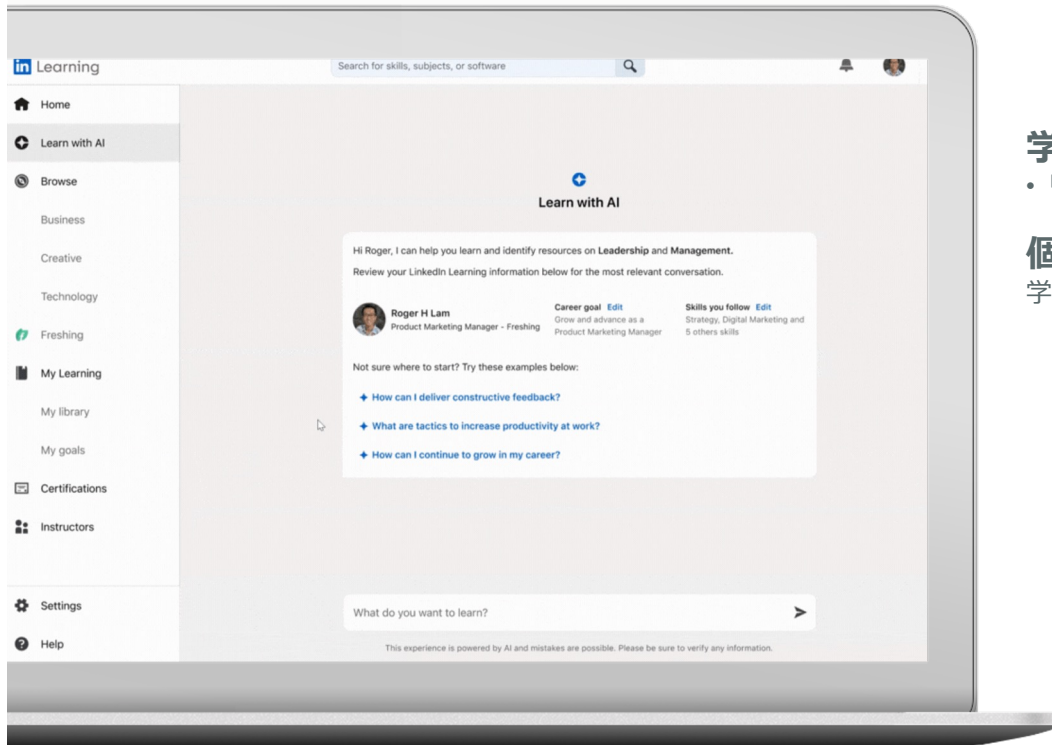 in Learning
Search for skills, subjects, or software
Home
Learn with AI
Browse
Business
Creative
Technology
Freshing
My Learning
My library
My goals
Certifications
Instructors
Settings
Help
Learn with AI
Hi Roger, I can help you learn and identify resources on Leadership and Management.
Review your LinkedIn Learning information below for the most relevant conversation.
Roger H Lam
Product Marketing Manager - Freshing
Career goal Edit
Grow and advance as a
Product Marketing Manager
Skills you follow Edit
Strategy, Digital Marketing and
5 others skills
Not sure where to start? Try these examples below:
How can I deliver constructive feedback?
What are tactics to increase productivity at work?
How can I continue to grow in my career?
What do you want to learn?
This experience is powered by AI and mistakes are possible. Please be sure to verify any information.
学
個
学